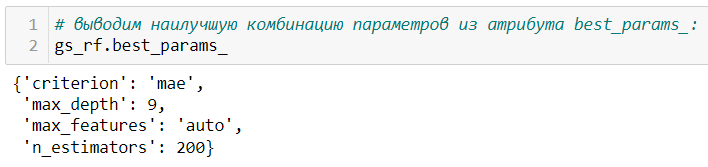 1 # выводим наилучшую комбинацию параметров из атрибута best_params_:
2 gs_rf.best_params_
{'criterion': 'mae',
 'max_depth': 9,
 'max_features': 'auto',
 'n_estimators': 200}